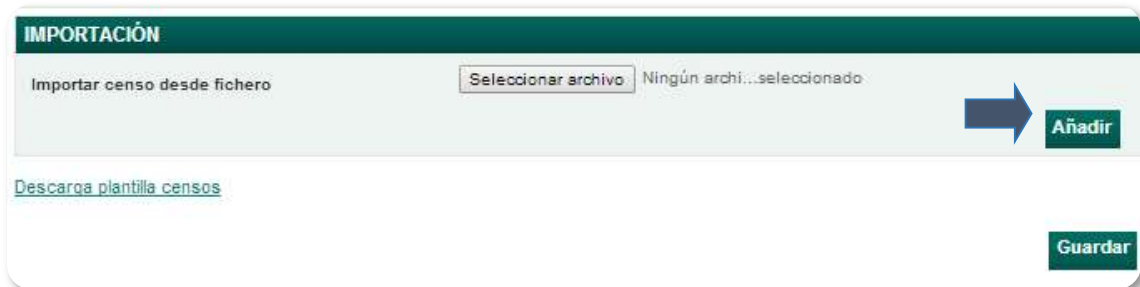 IMPORTACIÓN
Importar censo desde fichero Seleccionar archivo Ningún archi...seleccionado
Añadir
Descarga plantilla censos
Guardar